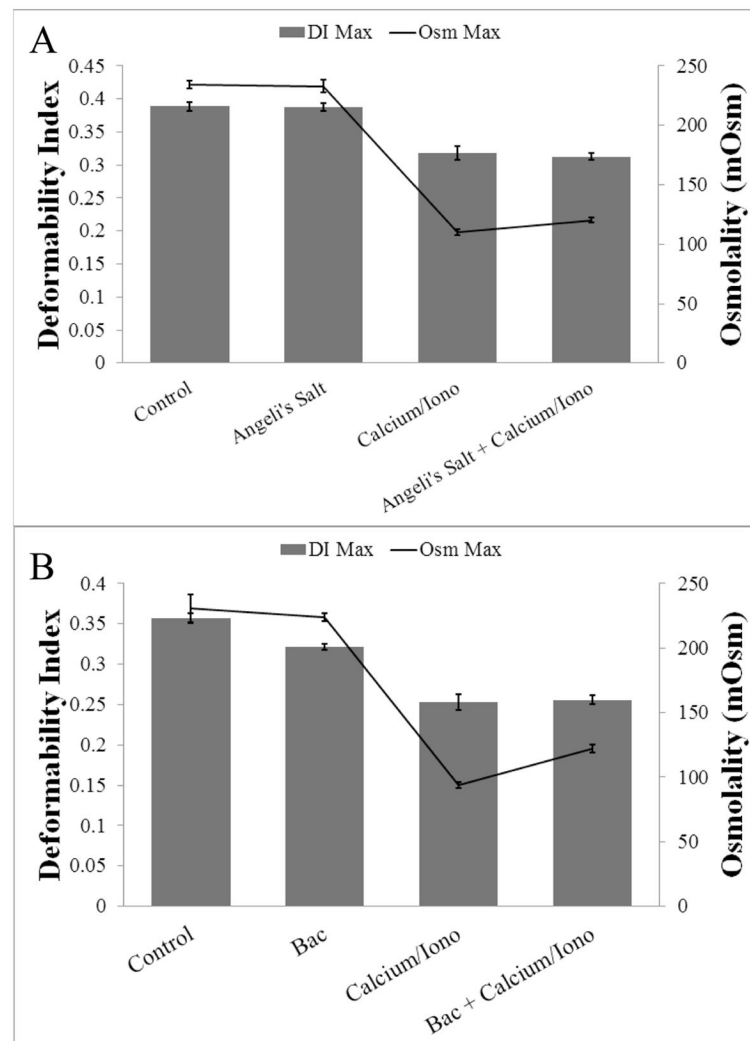 A
DI Max
Osm Max
0.45
0.4
0.35
0.3
0.25
0.2
0.15
0.1
0.05
0
Deformability Index
250
200
150
100
50
0
Osmolality (mOsm)
Control
Angeli's Salt
Calcium/Iono
Angeli's Salt + Calcium/Iono
B
DI Max
Osm Max
0.4
0.35
0.3
0.25
0.2
0.15
0.1
0.05
0
Deformability Index
250
200
150
100
50
0
Osmolality (mOsm)
Control
Bac
Calcium/Iono
Bac + Calcium/Iono